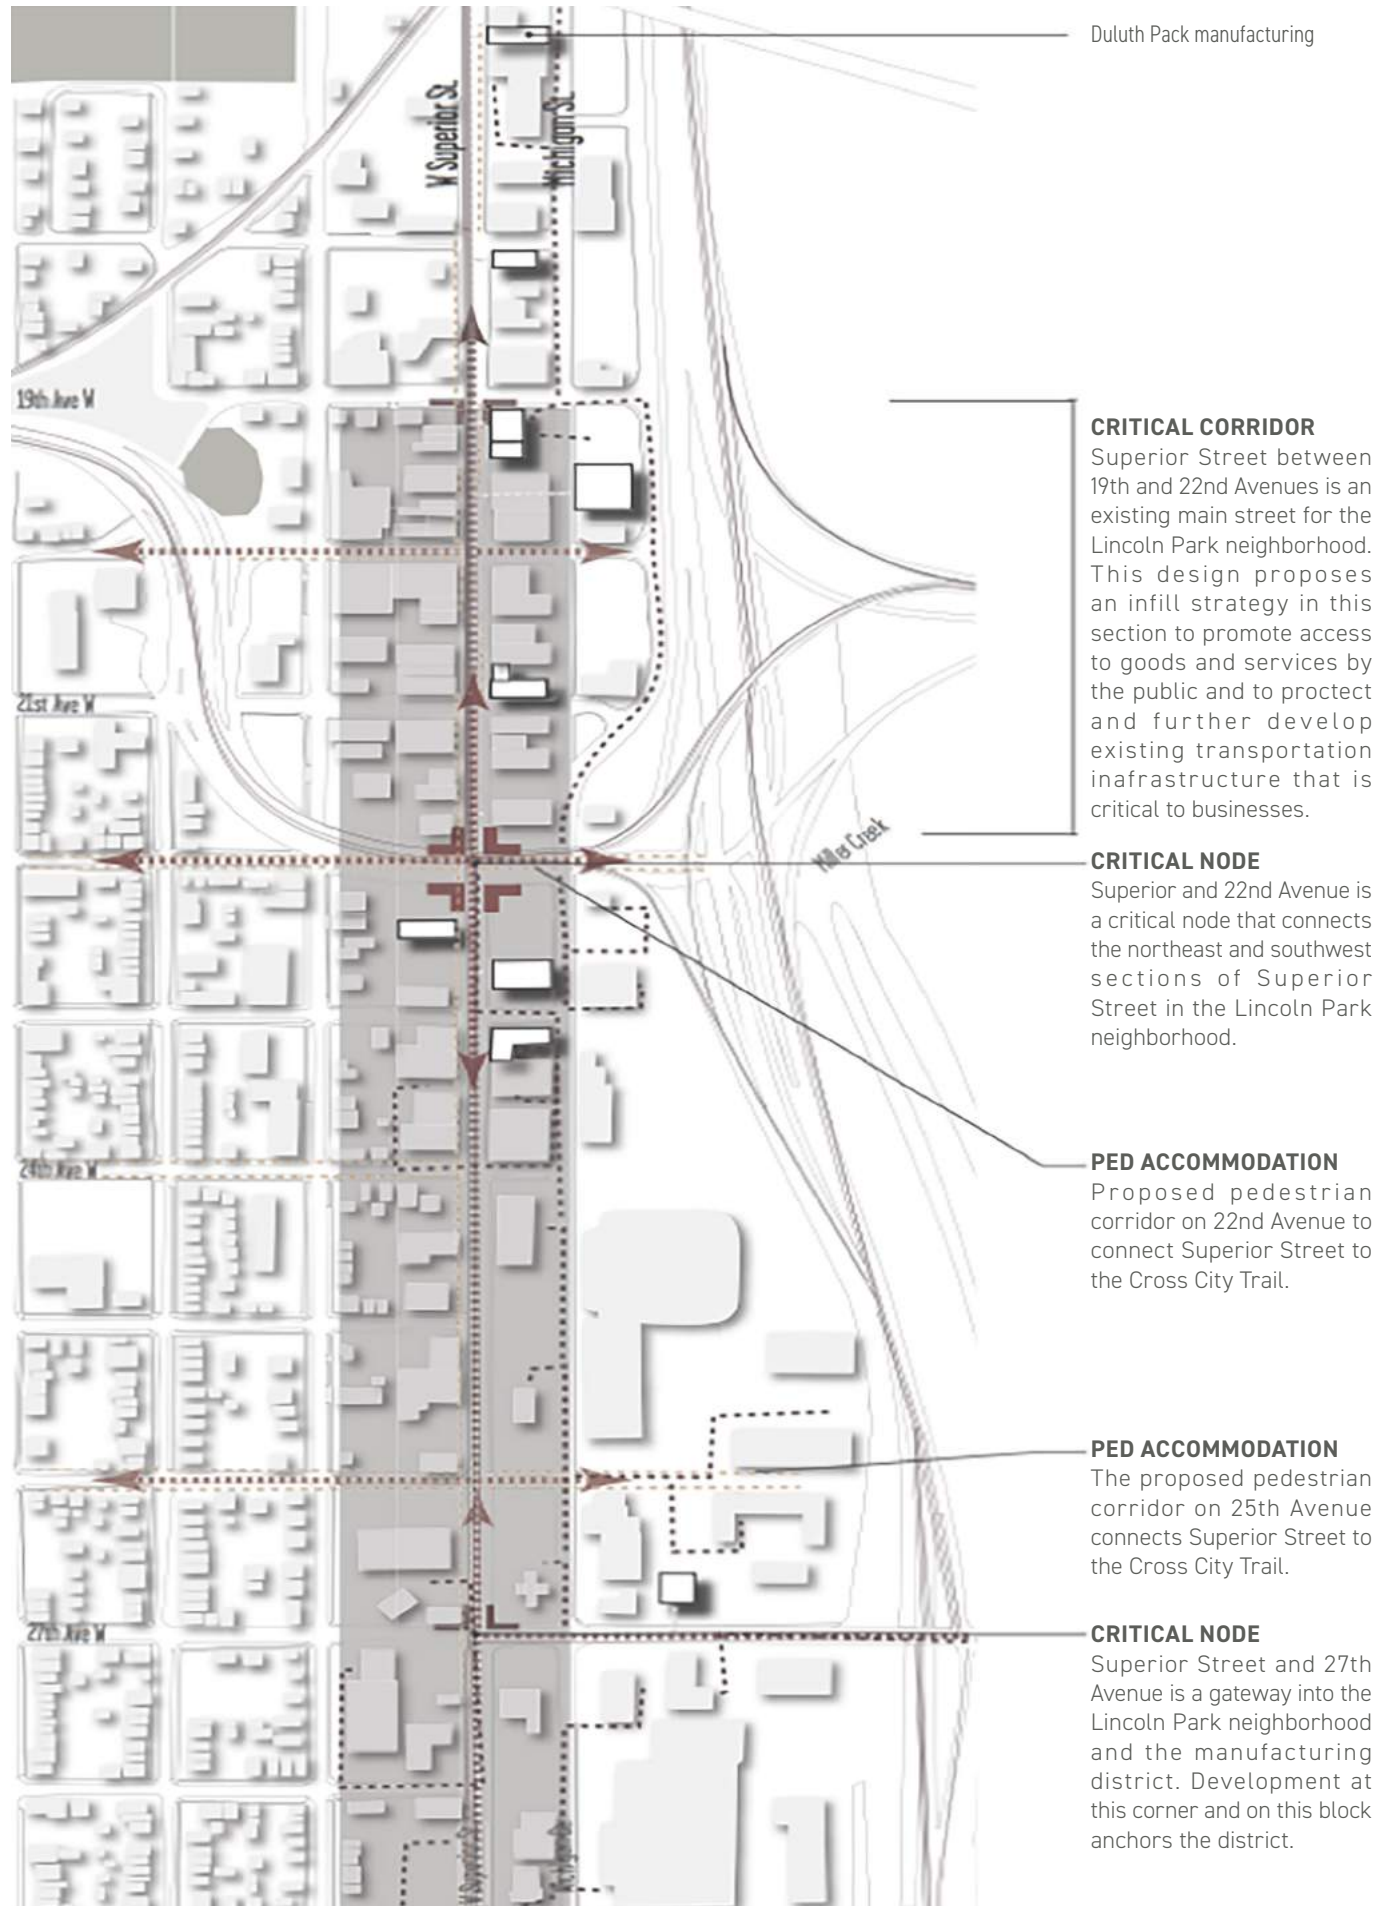 Duluth Pack manufacturing
W Superior St.
Michigan St.
19th Ave W
CRITICAL CORRIDOR
Superior Street between
19th and 22nd Avenues is an
existing main street for the
Lincoln Park neighborhood.
This design proposes
an infill strategy in this
section to promote access
to goods and services by
the public and to proctect
and further develop
existing transportation
inafrastructure that is
critical to businesses.
21st Ave W
Miller Creek
CRITICAL NODE
Superior and 22nd Avenue is
a critical node that connects
the northeast and southwest
sections of Superior
Street in the Lincoln Park
neighborhood.
24th Ave W
PED ACCOMMODATION
Proposed pedestrian
corridor on 22nd Avenue to
connect Superior Street to
the Cross City Trail.
PED ACCOMMODATION
The proposed pedestrian
corridor on 25th Avenue
connects Superior Street to
the Cross City Trail.
27th Ave W
CRITICAL NODE
Superior Street and 27th
Avenue is a gateway into the
Lincoln Park neighborhood
and the manufacturing
district. Development at
this corner and on this block
anchors the district.